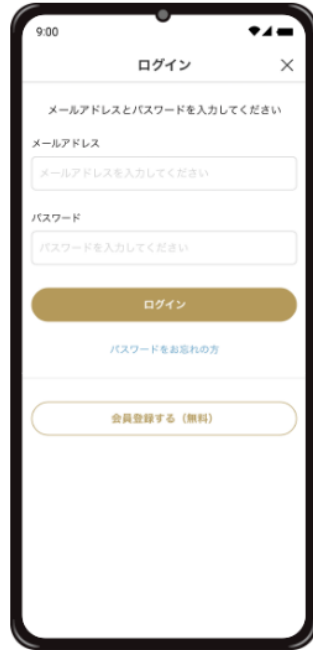 9:00
ログイン
メールアドレスとパスワードを入力してください
メールアドレス
メールアドレスを入力してください
パスワード
パスワードを入力してください
ログイン
パスワードをお忘れの方
会員登録する（無料）